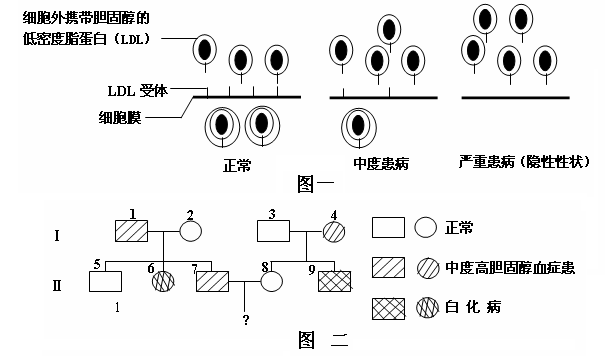 细胞外携带胆固醇的
低密度脂蛋白(LDL)
LDL 受体
细胞膜
正常
中度患病
严重患病(隐性性状)
图一
1 2 3 4
I
正常
5 6 7 8 9
中度高胆固醇血症患
II
1
?
白化病
图 二